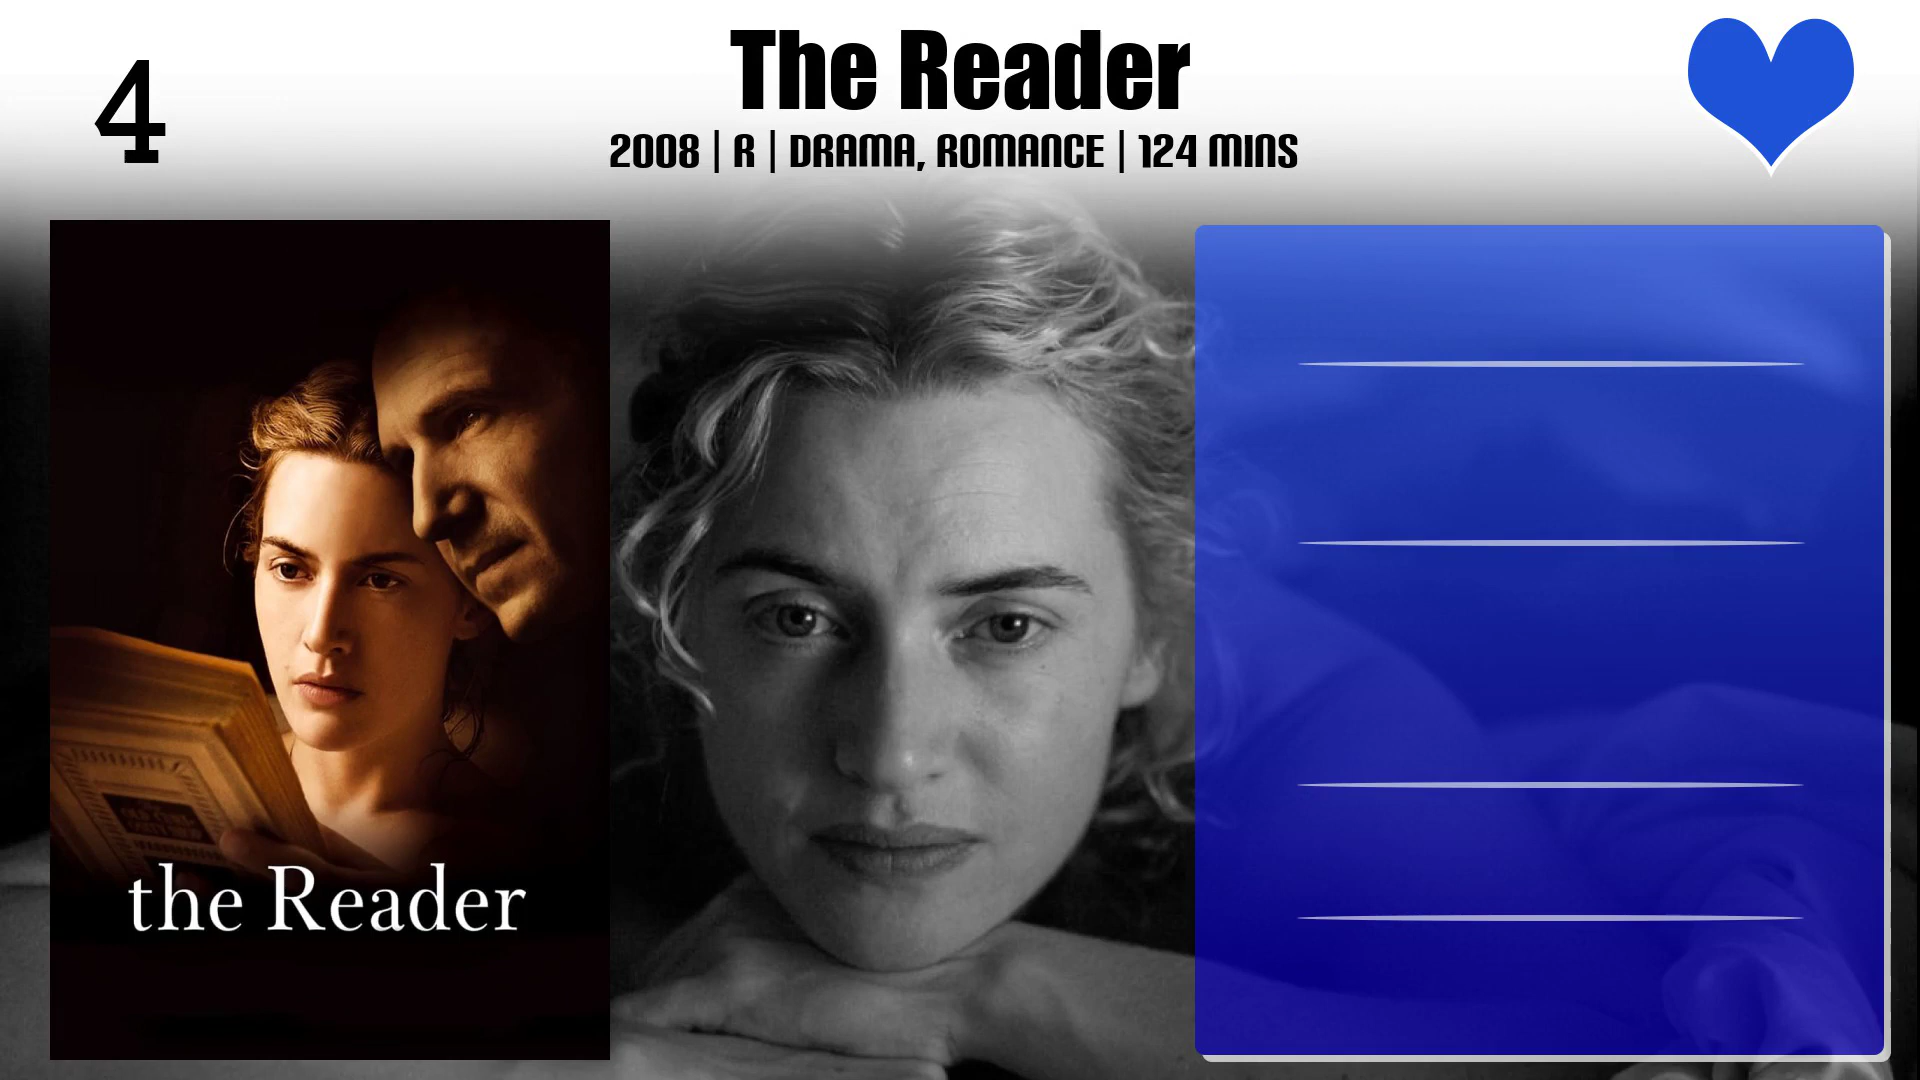 4
The Reader
2008 | R | DRAMA, ROMANCE | 124 MINS
the Reader